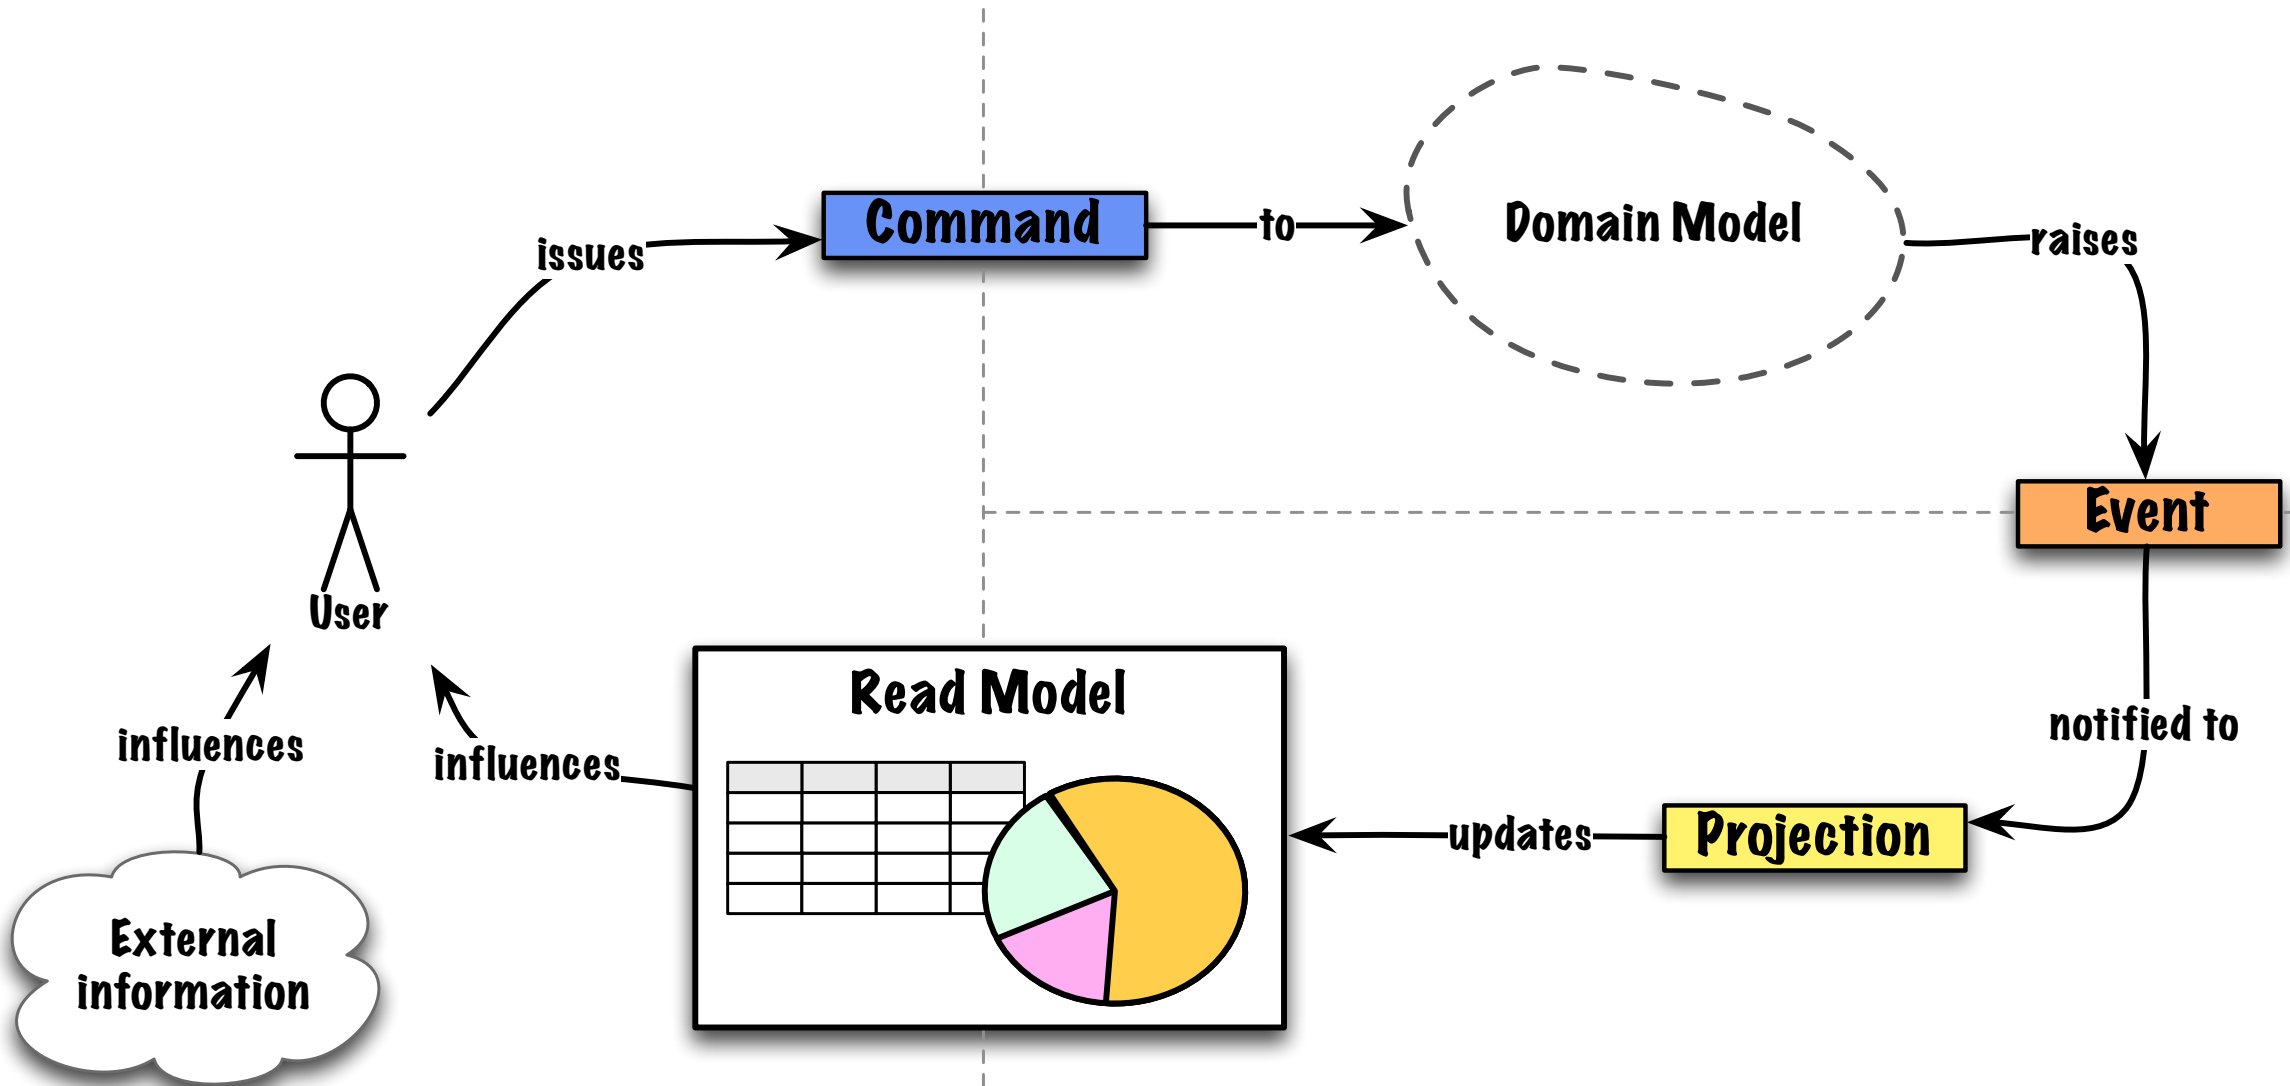 Command
to
Domain Model
issues
raises
Event
User
Read Model
notified to
influences
influences
updates
Projection
External
information